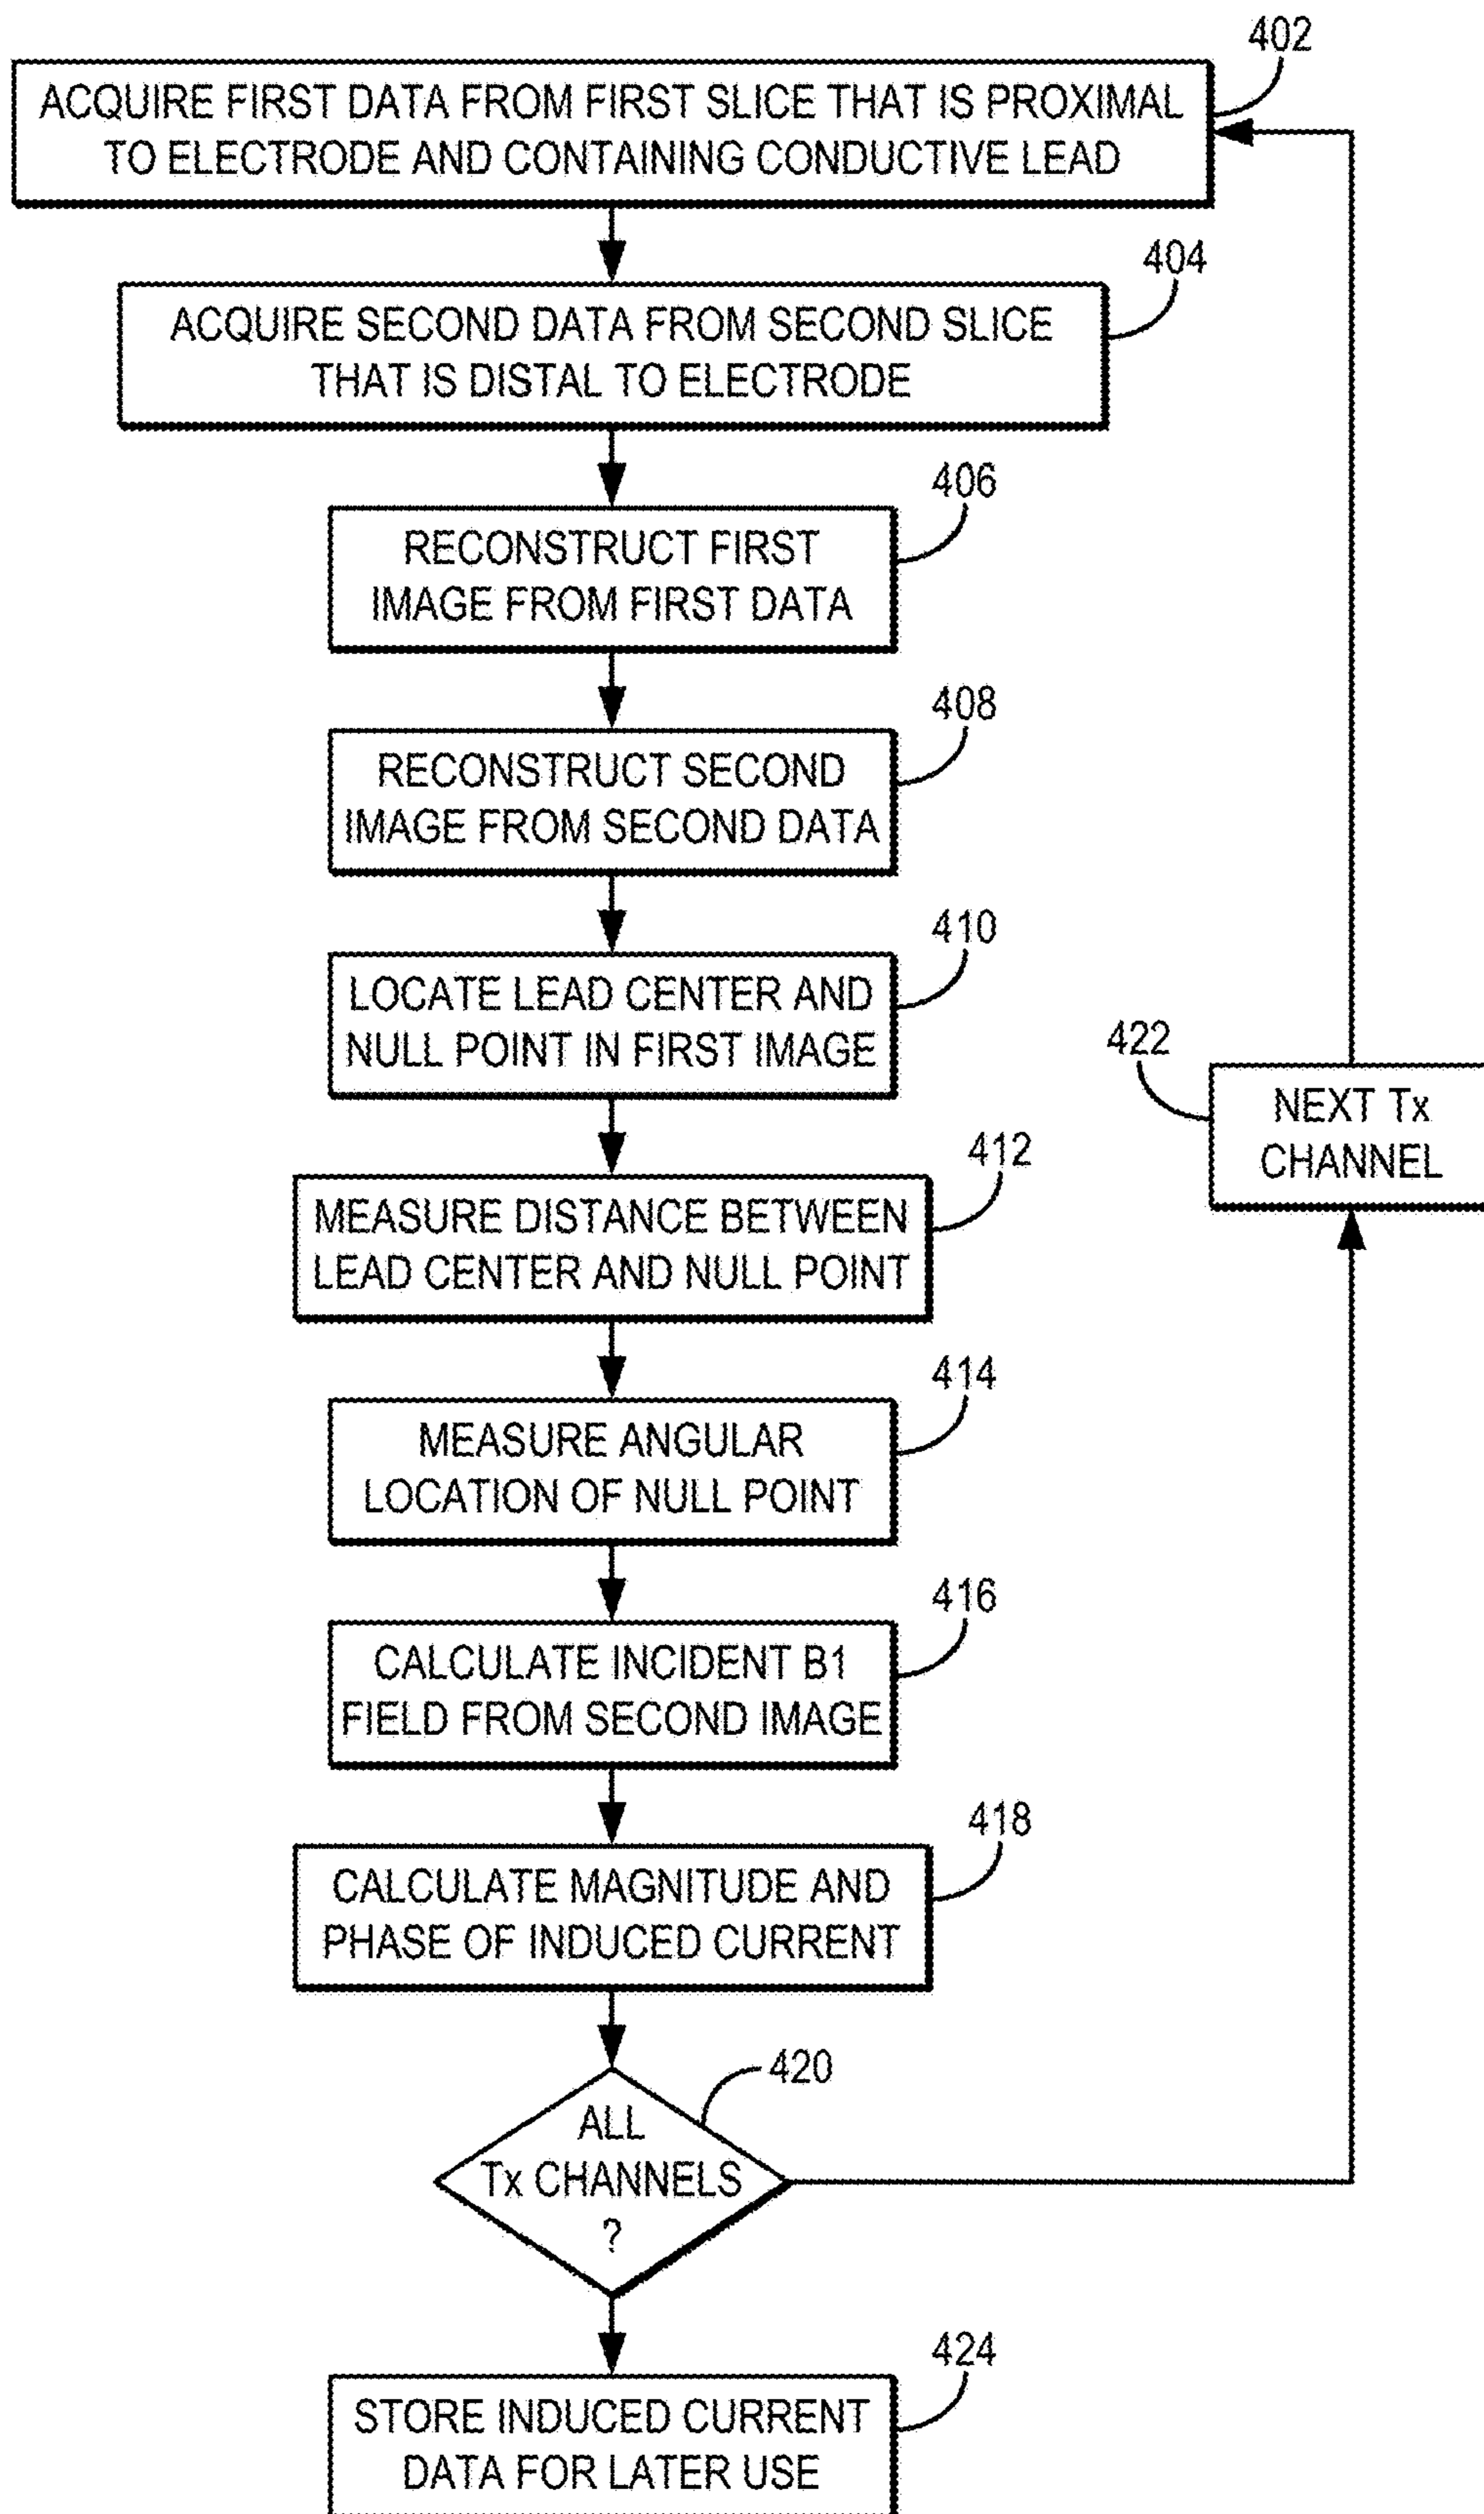 402
ACQUIRE FIRST DATA FROM FIRST SLICE THAT IS PROXIMAL
TO ELECTRODE AND CONTAINING CONDUCTIVE LEAD
404
ACQUIRE SECOND DATA FROM SECOND SLICE
THAT IS DISTAL TO ELECTRODE
406
RECONSTRUCT FIRST
IMAGE FROM FIRST DATA
408
RECONSTRUCT SECOND
IMAGE FROM SECOND DATA
410
LOCATE LEAD CENTER AND
NULL POINT IN FIRST IMAGE
422
NEXT Tx
CHANNEL
412
MEASURE DISTANCE BETWEEN
LEAD CENTER AND NULL POINT
414
MEASURE ANGULAR
LOCATION OF NULL POINT
416
CALCULATE INCIDENT B1
FIELD FROM SECOND IMAGE
418
CALCULATE MAGNITUDE AND
PHASE OF INDUCED CURRENT
420
ALL
Tx CHANNELS
?
424
STORE INDUCED CURRENT
DATA FOR LATER USE